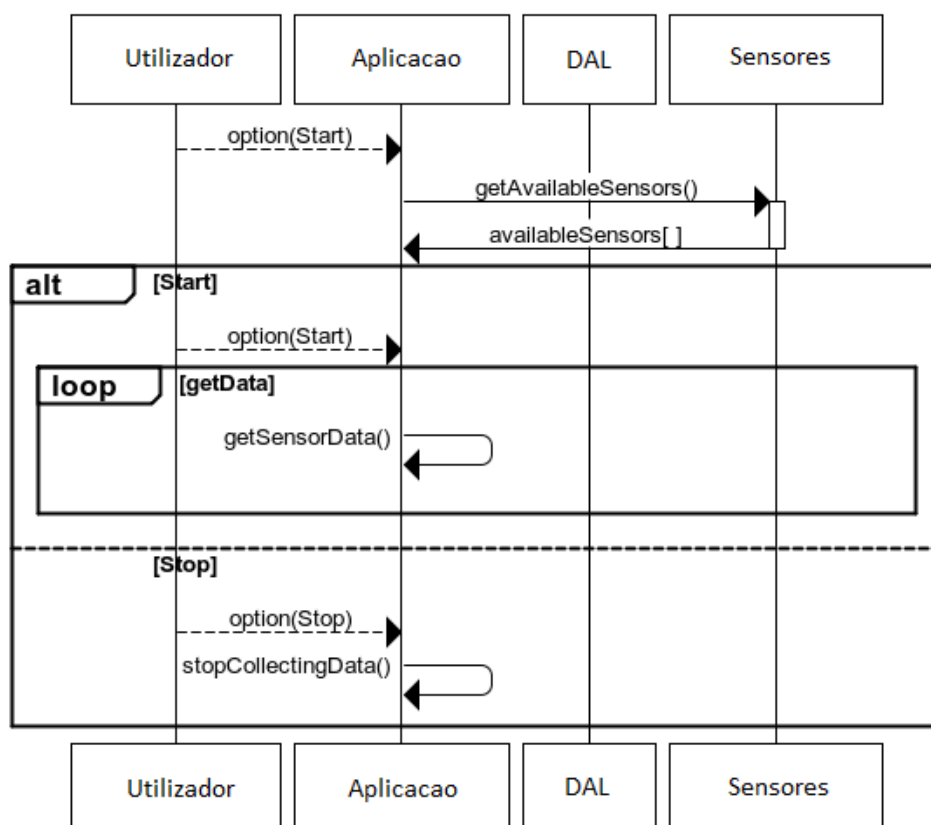 Utilizador Aplicacao DAL Sensores
option(Start)
getAvailableSensors()
availableSensors[ ]
alt [Start]
option(Start)
loop [getData]
getSensorData()
[Stop]
option(Stop)
stopCollectingData()
Utilizador Aplicacao DAL Sensores